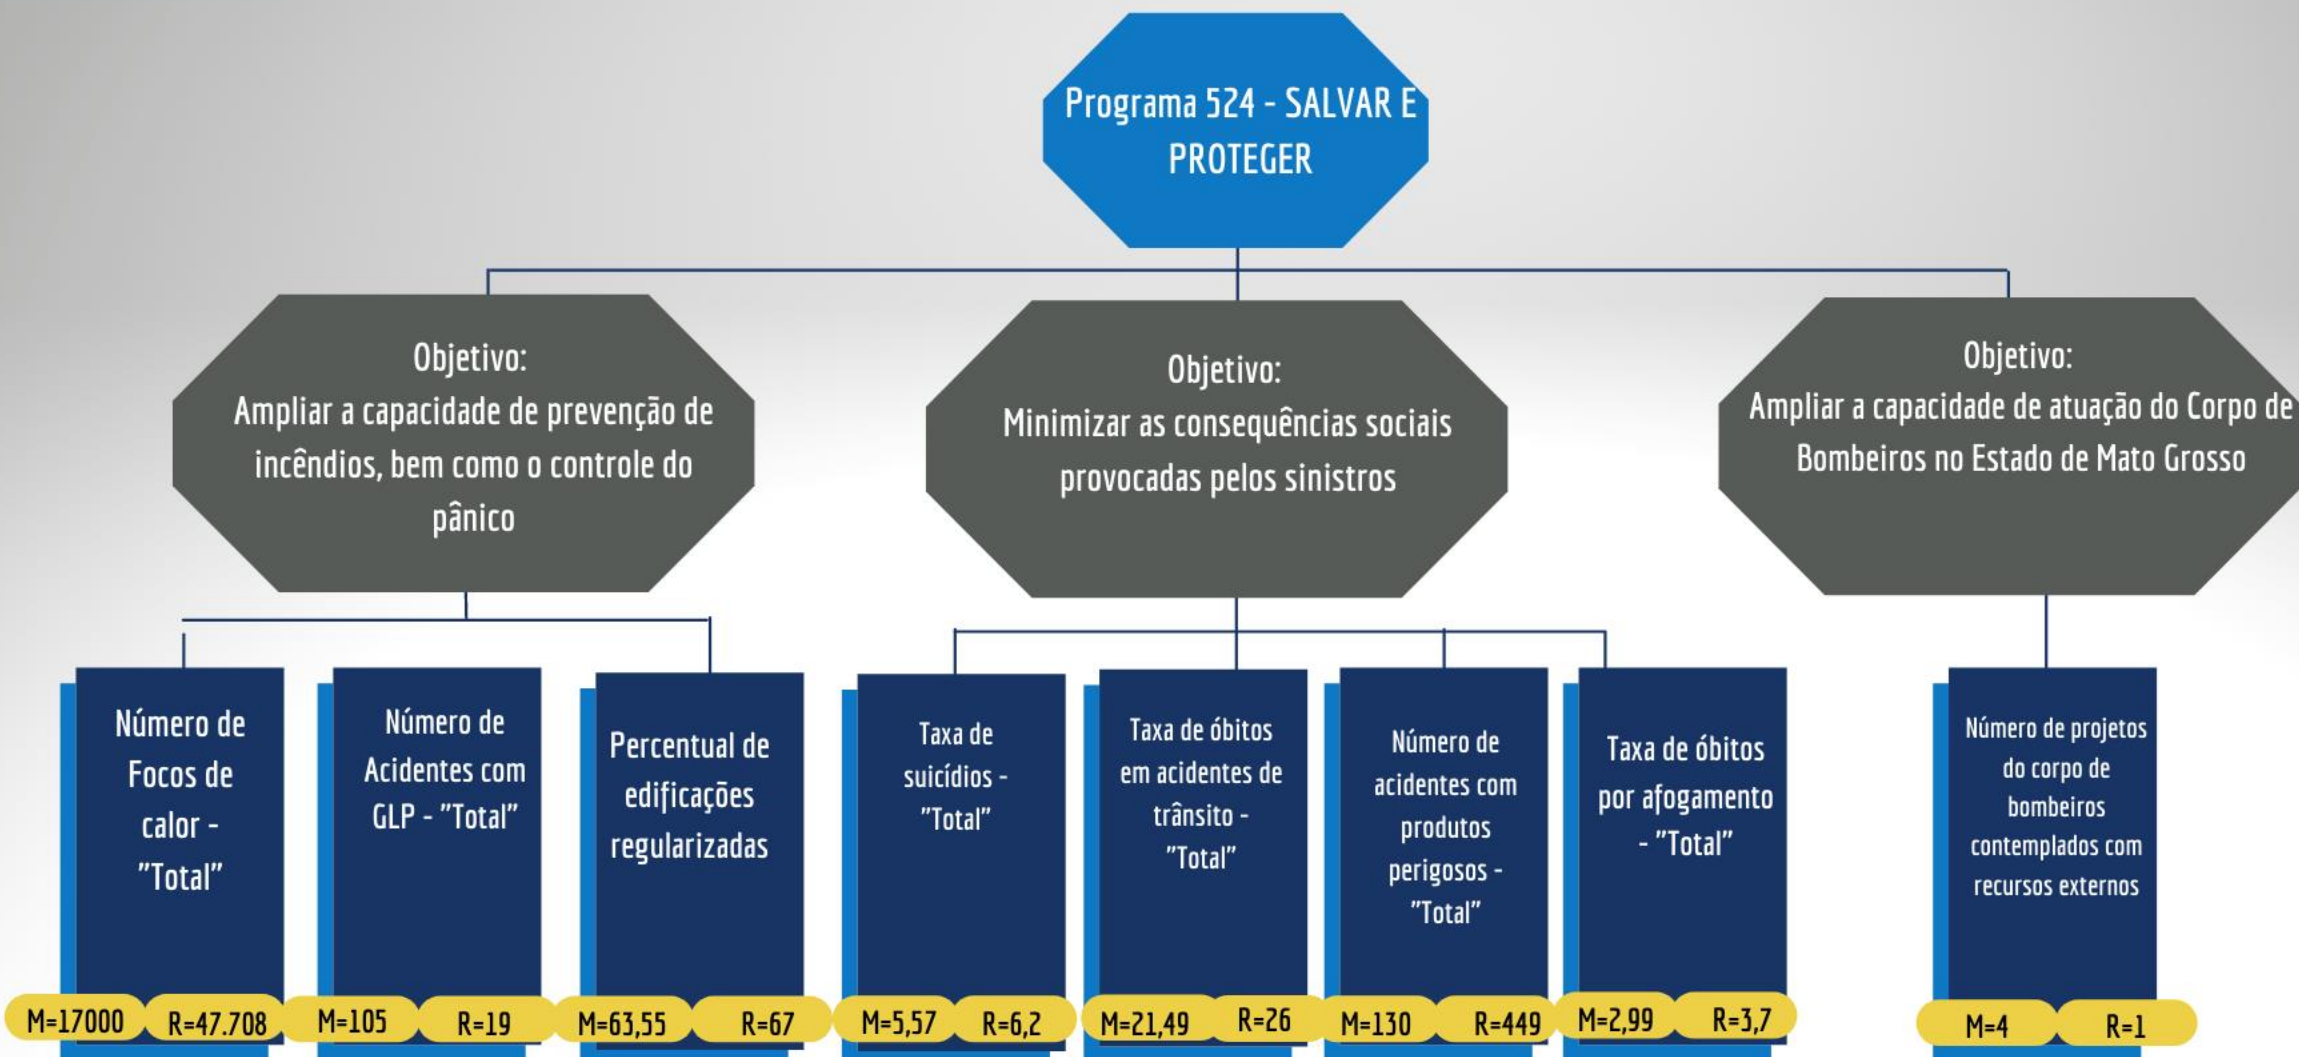 Programa 524 - SALVAR E
PROTEGER
Objetivo:
Ampliar a capacidade de prevenção de
incêndios, bem como o controle do
pânico
Objetivo:
Minimizar as consequências sociais
provocadas pelos sinistros
Objetivo:
Ampliar a capacidade de atuação do Corpo de
Bombeiros no Estado de Mato Grosso
Número de
Focos de
calor -
"Total"
M=17000
R=47.708
Número de
Acidentes com
GLP - "Total"
M=105
R=19
Percentual de
edificações
regularizadas
M=63,55
R=67
Taxa de
suicídios -
"Total"
M=5,57
R=6,2
Taxa de óbitos
em acidentes de
trânsito -
"Total"
M=21,49
R=26
Número de
acidentes com
produtos
perigosos -
"Total"
M=130
R=449
Taxa de óbitos
por afogamento
- "Total"
M=2,99
R=3,7
Número de projetos
do corpo de
bombeiros
contemplados com
recursos externos
M=4
R=1